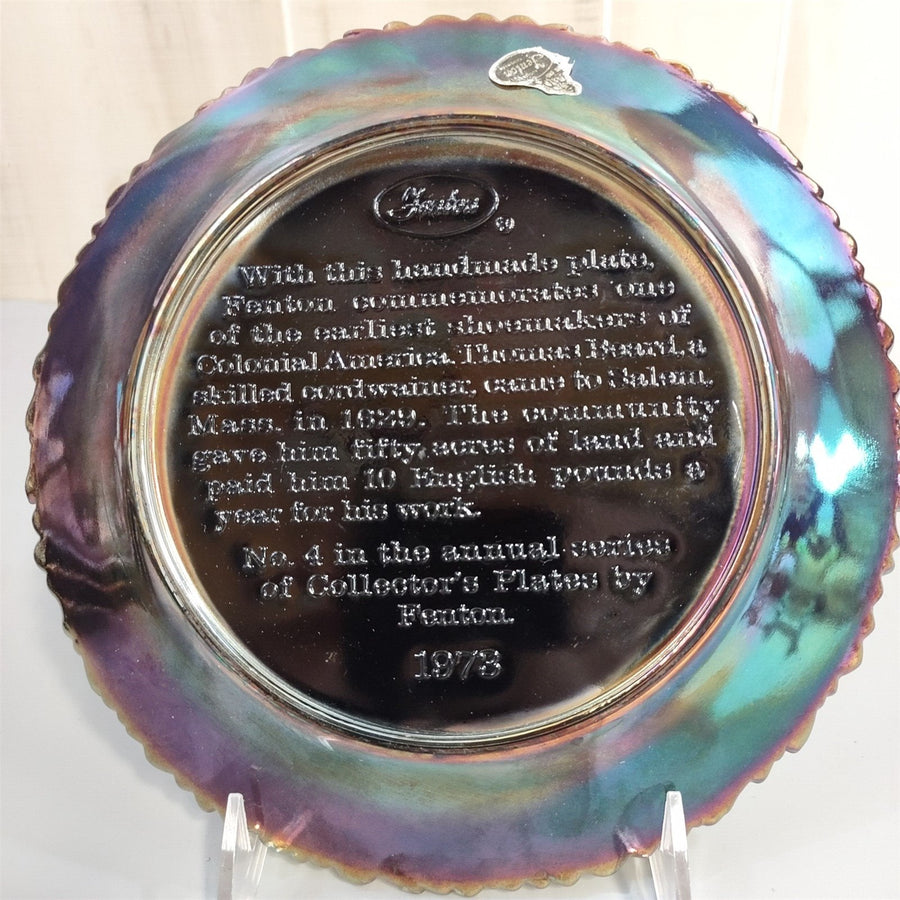 Fenton
With this handmade plate,
Fenton commemorates one
of the earliest shoemakers of
Colonial America. Thomas Beard, a
skilled cordwainer, came to Salem,
Mass. in 1629. The community
gave him fifty acres of land and
paid him 10 English pounds a
year for his work.
No. 4 in the annual series
of Collector's Plates by
Fenton.
1973
Fenton